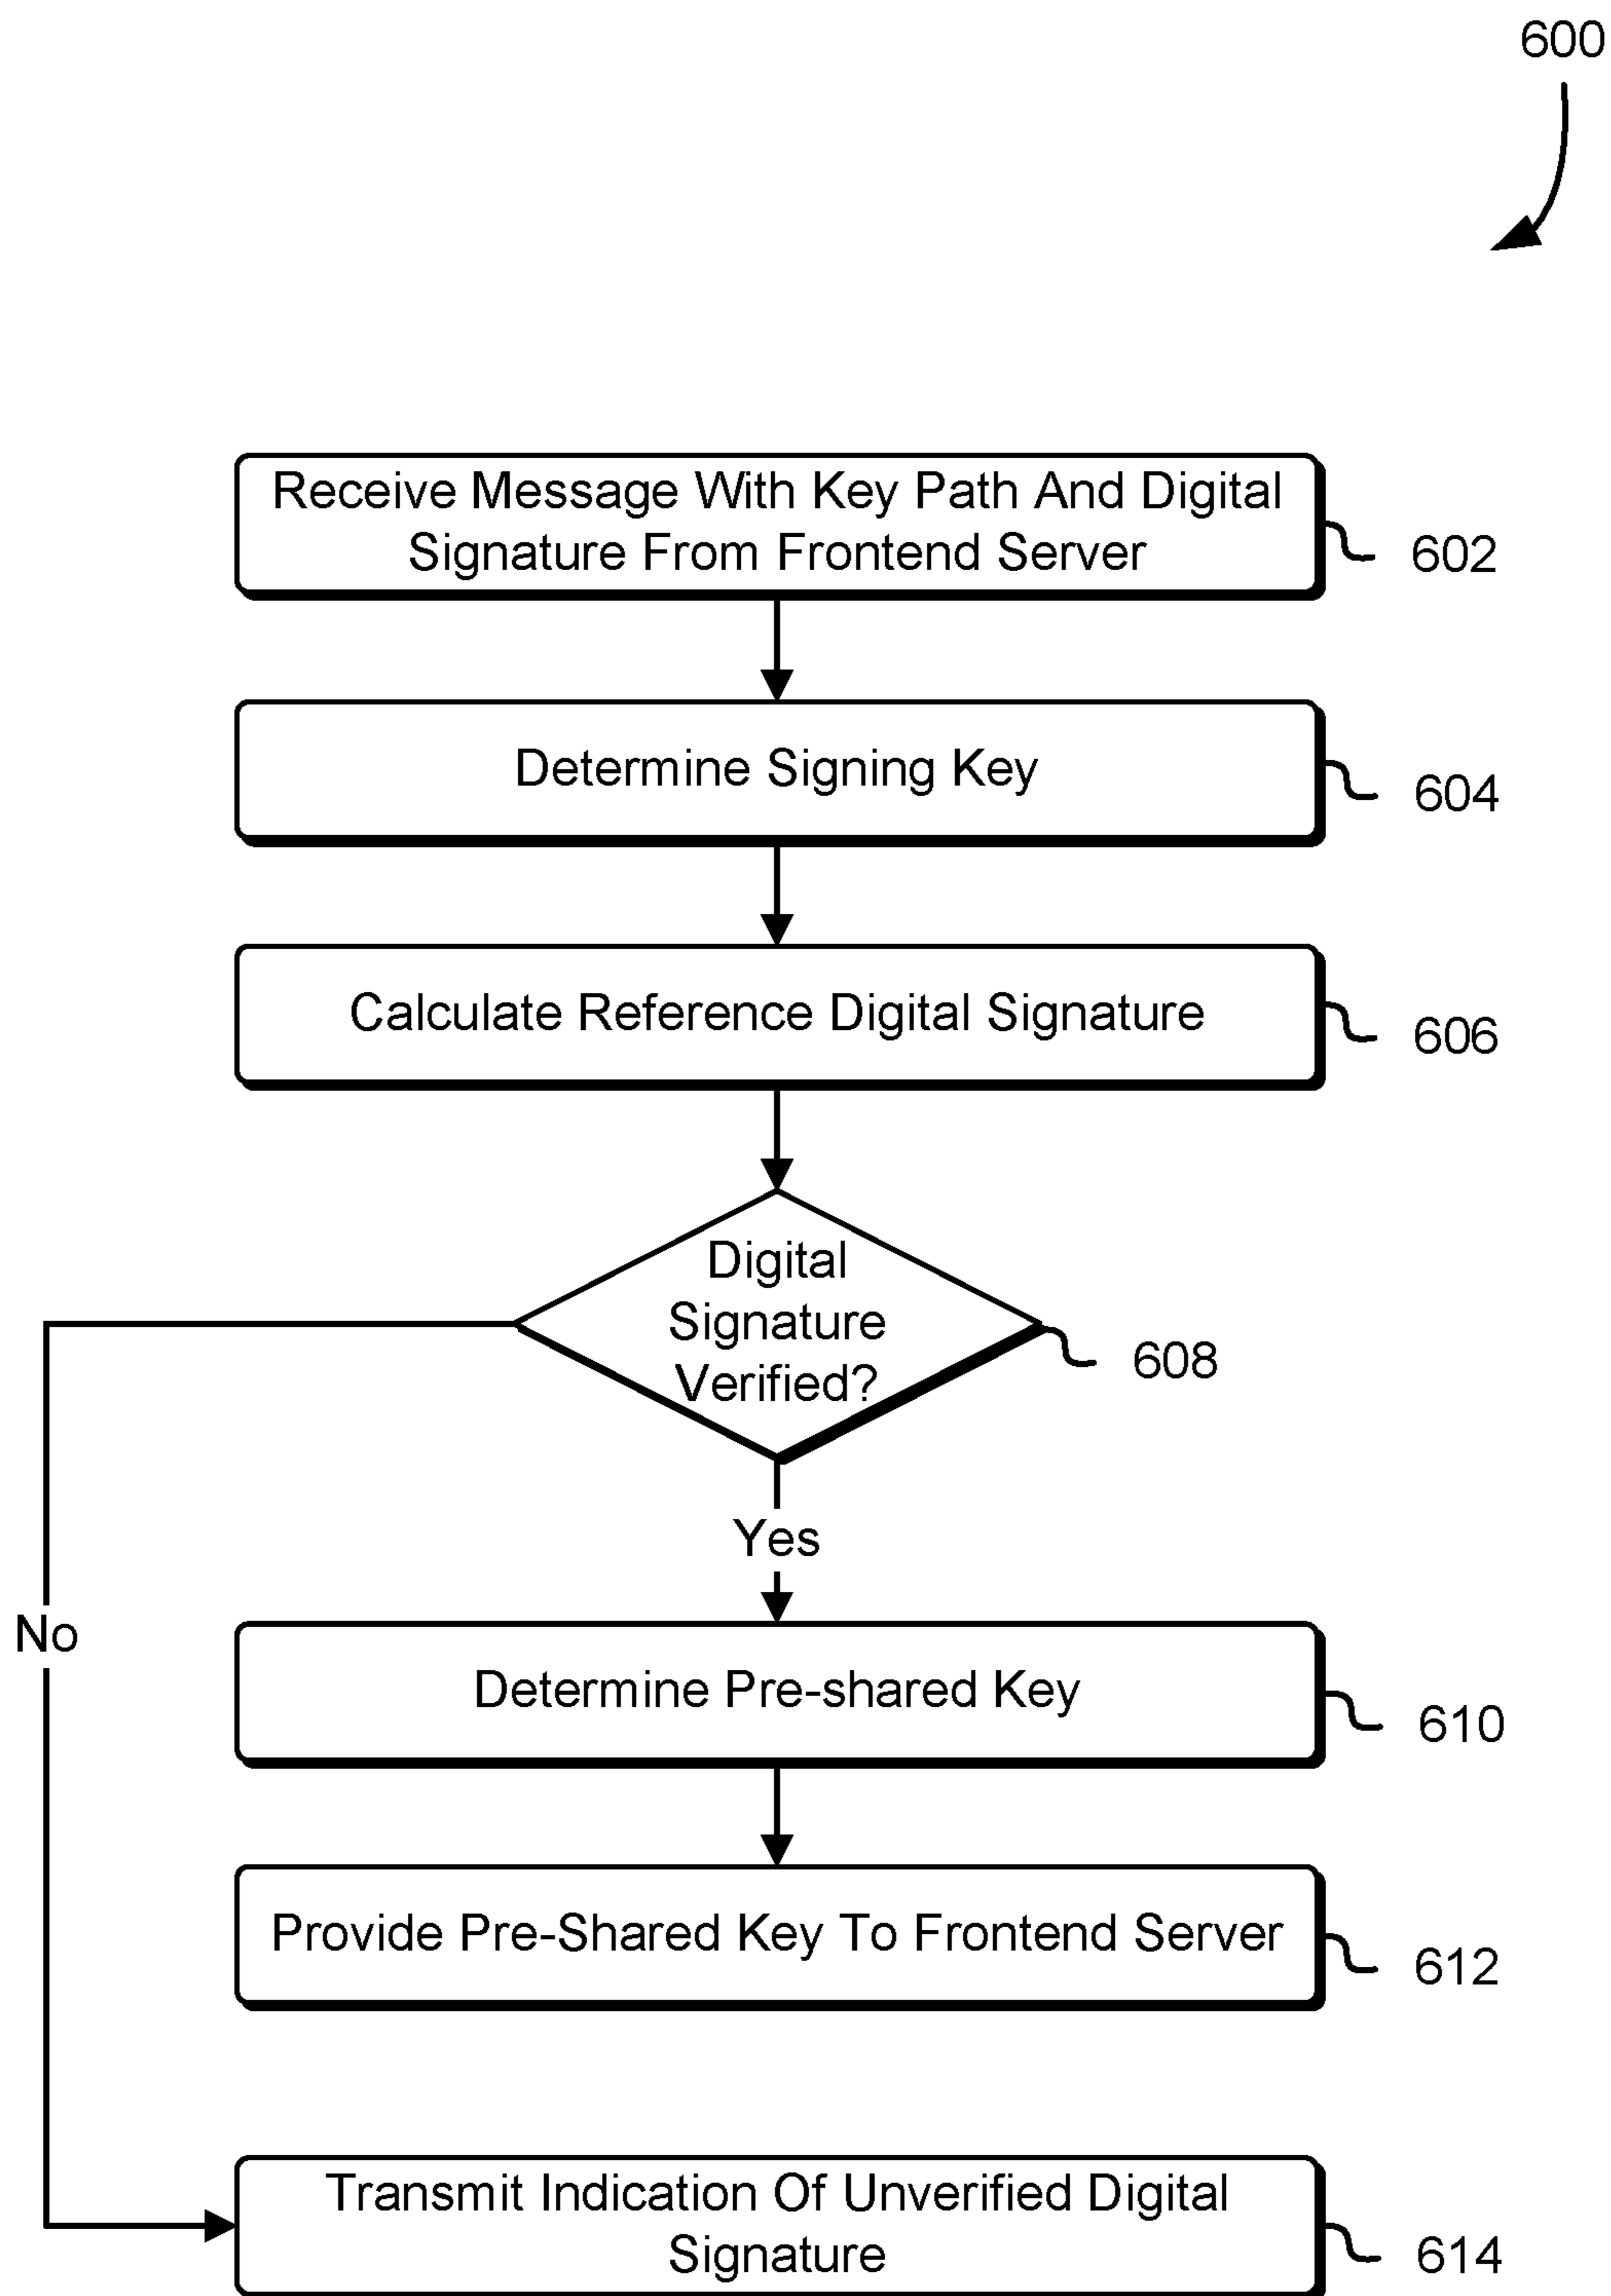 600
Receive Message With Key Path And Digital
Signature From Frontend Server
602
Determine Signing Key
604
Calculate Reference Digital Signature
606
Digital
Signature
Verified?
608
Yes
No
Determine Pre-shared Key
610
Provide Pre-Shared Key To Frontend Server
612
Transmit Indication Of Unverified Digital
Signature
614